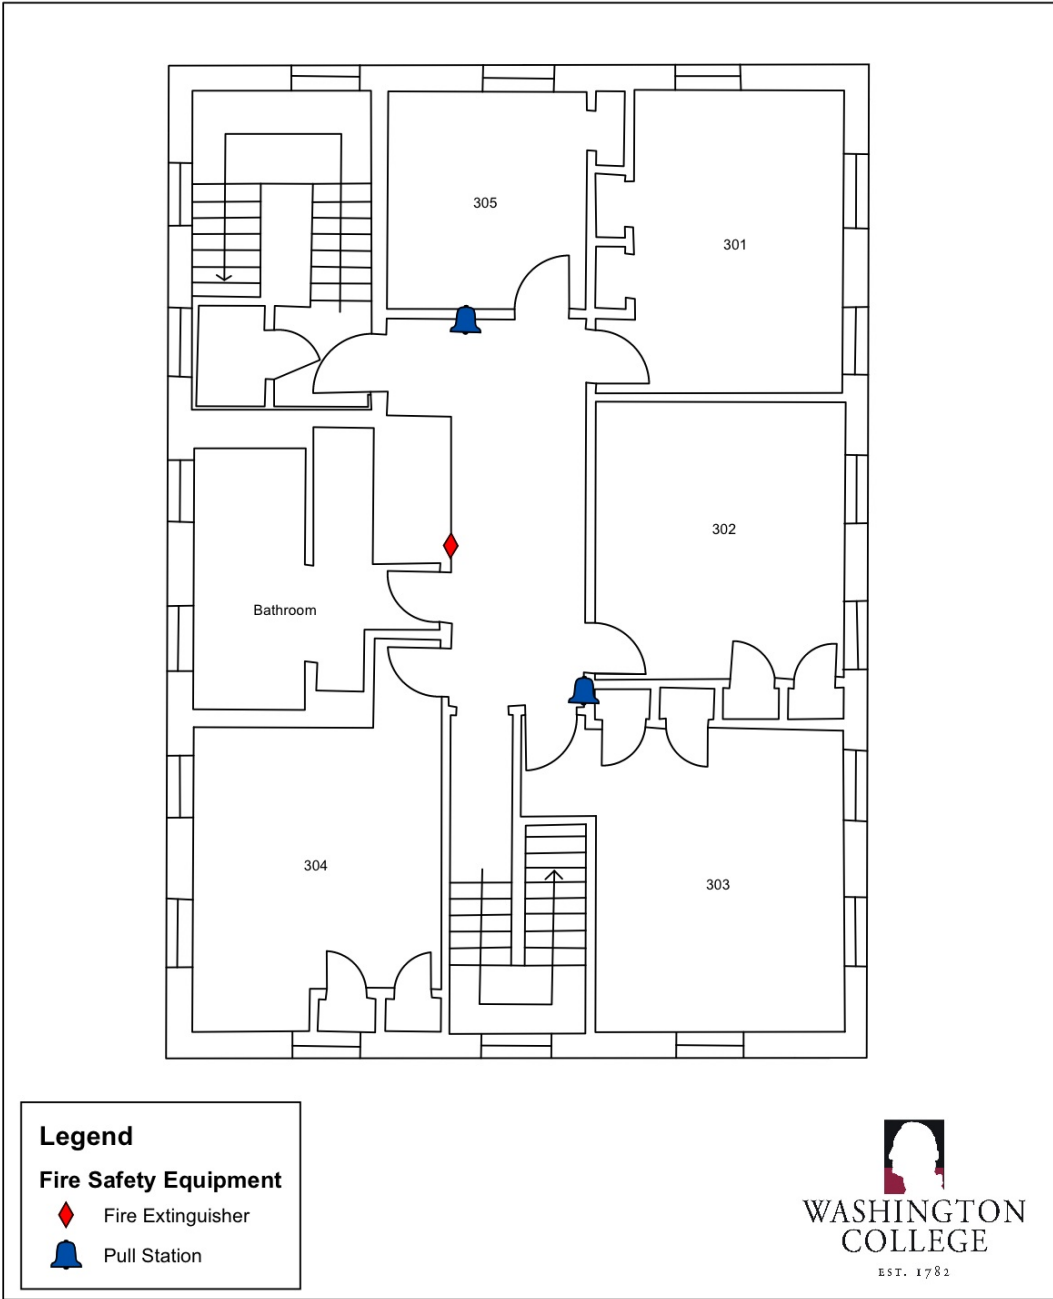 305
301
302
Bathroom
304
303
Legend
Fire Safety Equipment
Fire Extinguisher
Pull Station
WASHINGTON
COLLEGE
EST. 1782